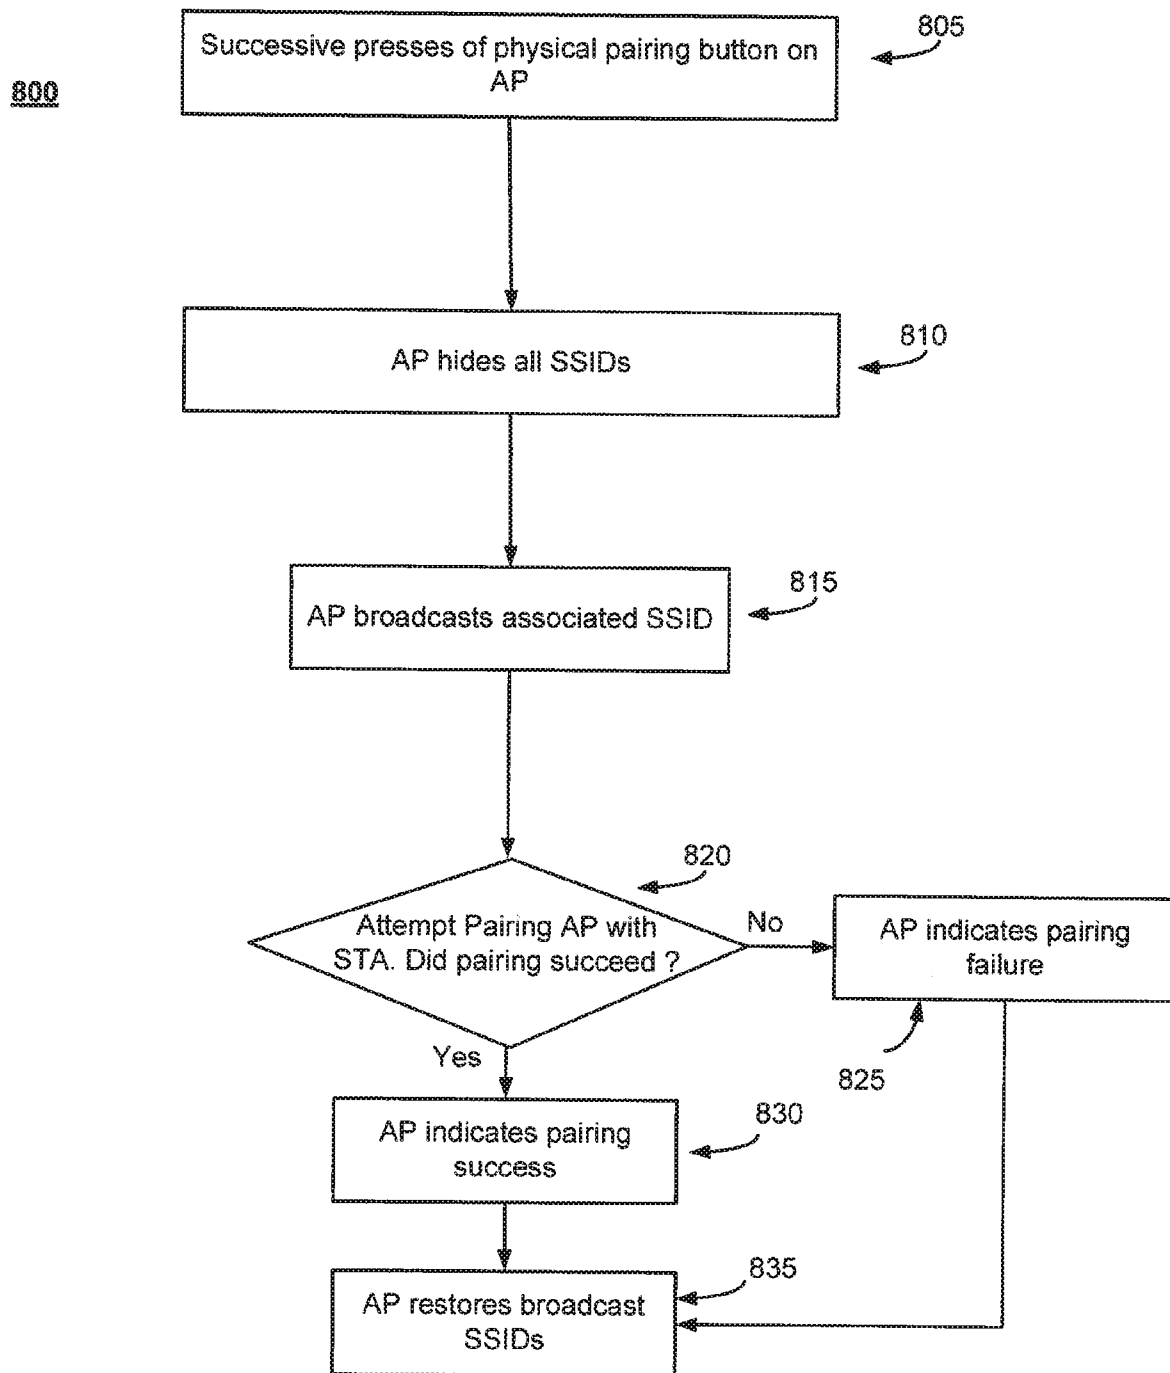 805
Successive presses of physical pairing button on
AP
800
810
AP hides all SSIDs
815
AP broadcasts associated SSID
820
Attempt Pairing AP with
STA. Did pairing succeed ?
No
AP indicates pairing
failure
Yes
825
830
AP indicates pairing
success
835
AP restores broadcast
SSIDs